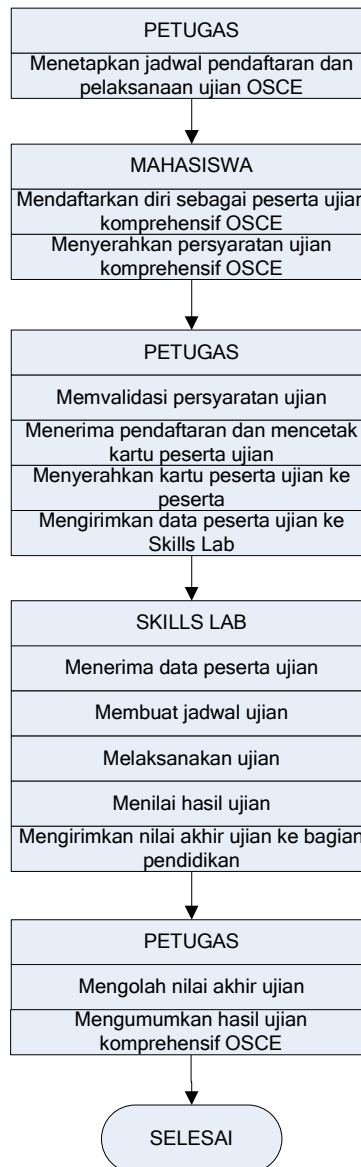 PETUGAS
Menetapkan jadwal pendaftaran dan
pelaksanaan ujian OSCE
MAHASISWA
Mendaftarkan diri sebagai peserta ujian
komprehensif OSCE
Menyerahkan persyaratan ujian
komprehensif OSCE
PETUGAS
Memvalidasi persyaratan ujian
Menerima pendaftaran dan mencetak
kartu peserta ujian
Menyerahkan kartu peserta ujian ke
peserta
Mengirimkan data peserta ujian ke
Skills Lab
SKILLS LAB
Menerima data peserta ujian
Membuat jadwal ujian
Melaksanakan ujian
Menilai hasil ujian
Mengirimkan nilai akhir ujian ke bagian
pendidikan
PETUGAS
Mengolah nilai akhir ujian
Mengumumkan hasil ujian
komprehensif OSCE
SELESAI